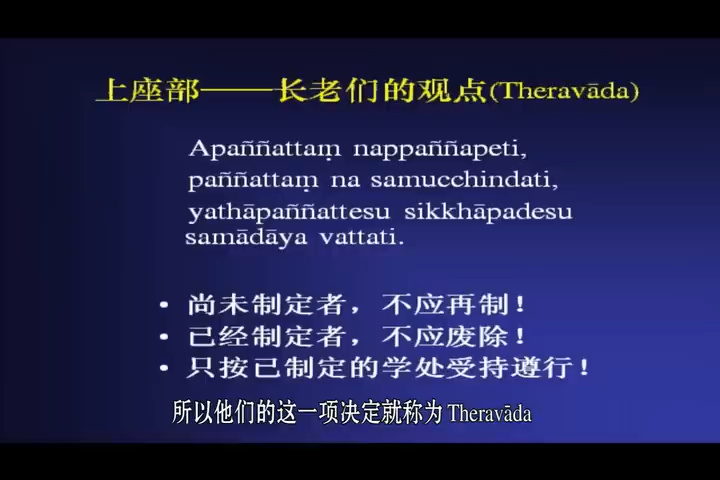 上座部——长老们的观点(Theravāda)
Apaññattaṃ nappaññapeti,
paññattaṃ na samucchindati,
yathāpaññattesu sikkhāpadesu
samādāya vattati.
• 尚未制定者，不应再制！
• 已经制定者，不应废除！
• 只按已制定的学处受持遵行！
所以他们的这一项决定就称为 Theravāda